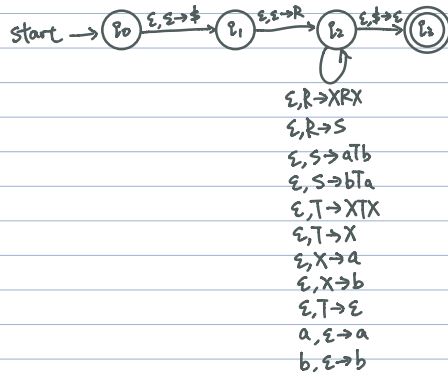 start → q0 ε,ε→$ q1 ε,ε→R q2 ε,$→ε q3
ε,R→XRX
ε,R→S
ε,S→aTb
ε,S→bTa
ε,T→XTX
ε,T→X
ε,X→a
ε,X→b
ε,T→ε
a,ε→a
b,ε→b